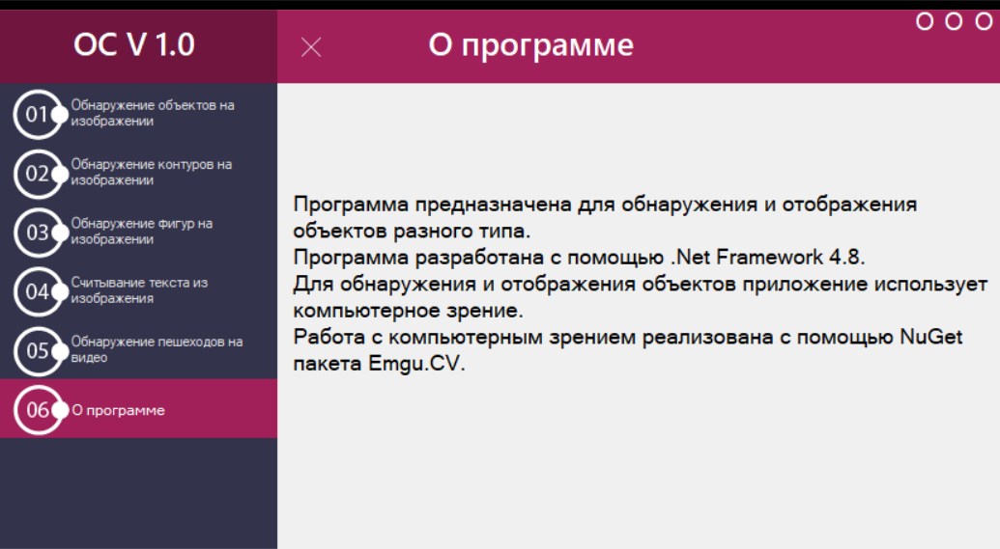 OC V 1.0
О программе
01
Обнаружение объектов на
изображении
02
Обнаружение контуров на
изображении
03
Обнаружение фигур на
изображении
04
Считывание текста из
изображения
05
Обнаружение пешеходов на
видео
06
О программе
Программа предназначена для обнаружения и отображения
объектов разного типа.
Программа разработана с помощью .Net Framework 4.8.
Для обнаружения и отображения объектов приложение использует
компьютерное зрение.
Работа с компьютерным зрением реализована с помощью NuGet
пакета Emgu.CV.